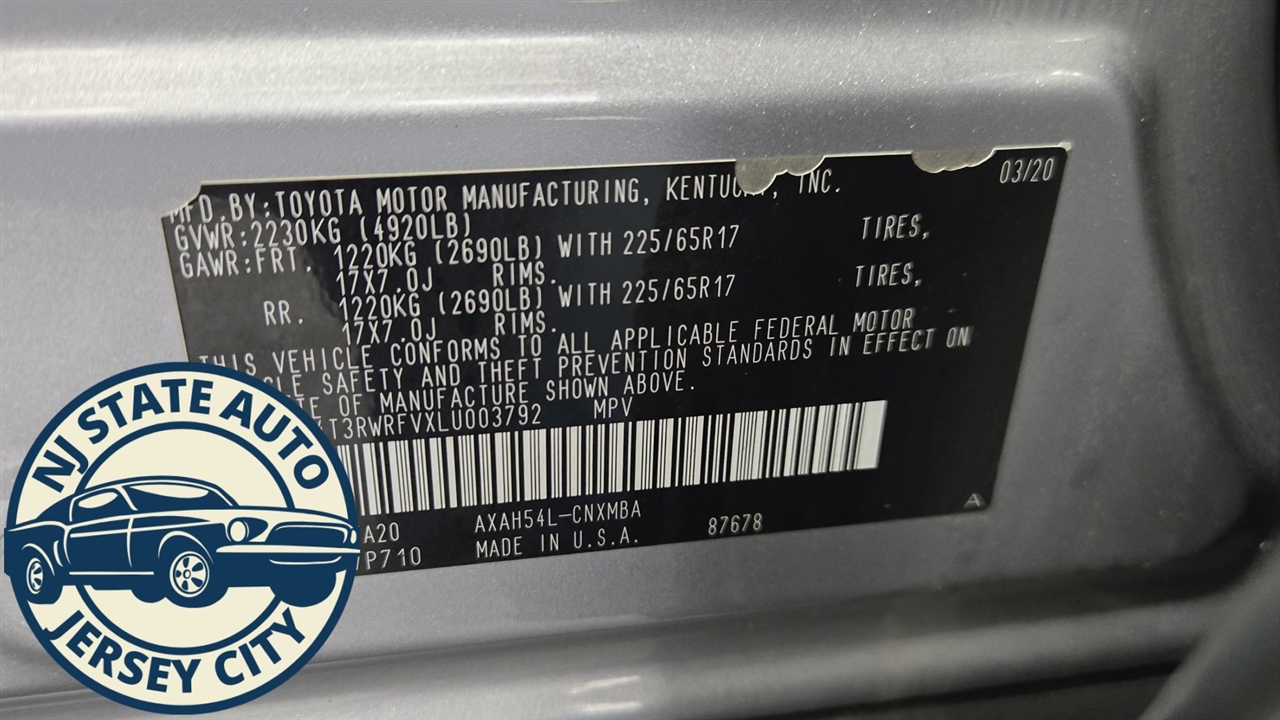 MFD.BY:TOYOTA MOTOR MANUFACTURING, KENTUCKY, INC. 03/20
GVWR:2230KG (4920LB)
GAWR:FRT. 1220KG (2690LB) WITH 225/65R17 TIRES,
17X7.0J RIMS.
RR. 1220KG (2690LB) WITH 225/65R17 TIRES,
17X7.0J RIMS.
THIS VEHICLE CONFORMS TO ALL APPLICABLE FEDERAL MOTOR
SAFETY AND THEFT PREVENTION STANDARDS IN EFFECT ON
OF MANUFACTURE SHOWN ABOVE.
T3RWRFVXLU003792 MPV
A20 AXAH54L-CNXMBA 87678 A
P710 MADE IN U.S.A.
NJ STATE AUTO
JERSEY CITY